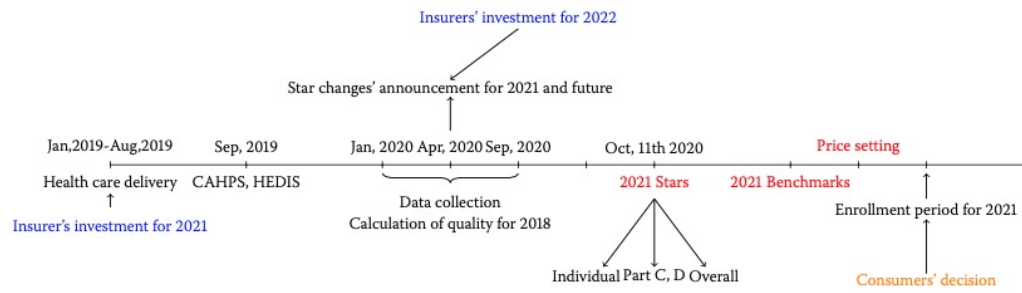 Insurers' investment for 2022
Star changes' announcement for 2021 and future
Jan,2019-Aug,2019
Sep, 2019
Jan, 2020
Apr, 2020
Sep, 2020
Oct, 11th 2020
Price setting
Health care delivery
CAHPS, HEDIS
2021 Stars
2021 Benchmarks
Data collection
Calculation of quality for 2018
Enrollment period for 2021
Insurer's investment for 2021
Individual
Part C, D
Overall
Consumers' decision